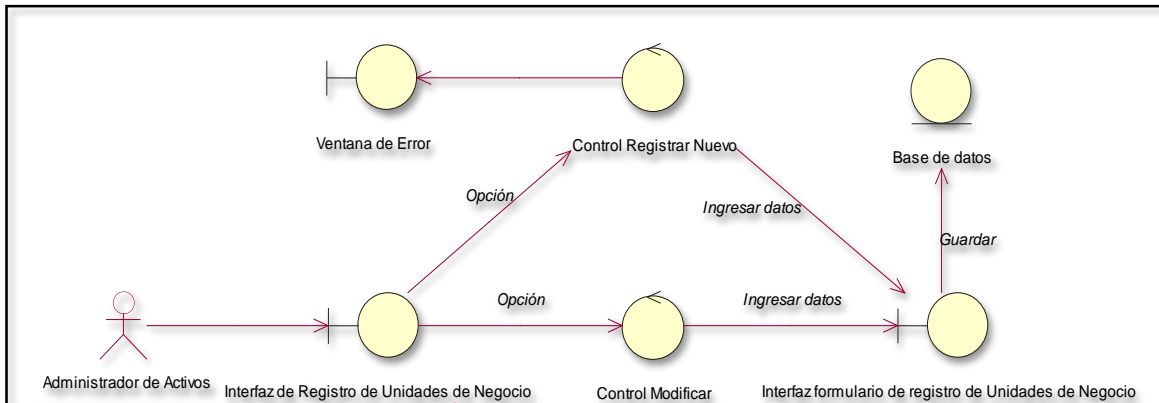 Ventana de Error
Control Registrar Nuevo
Base de datos
Opción
Ingresar datos
Guardar
Opción
Ingresar datos
Administrador de Activos
Interfaz de Registro de Unidades de Negocio
Control Modificar
Interfaz formulario de registro de Unidades de Negocio